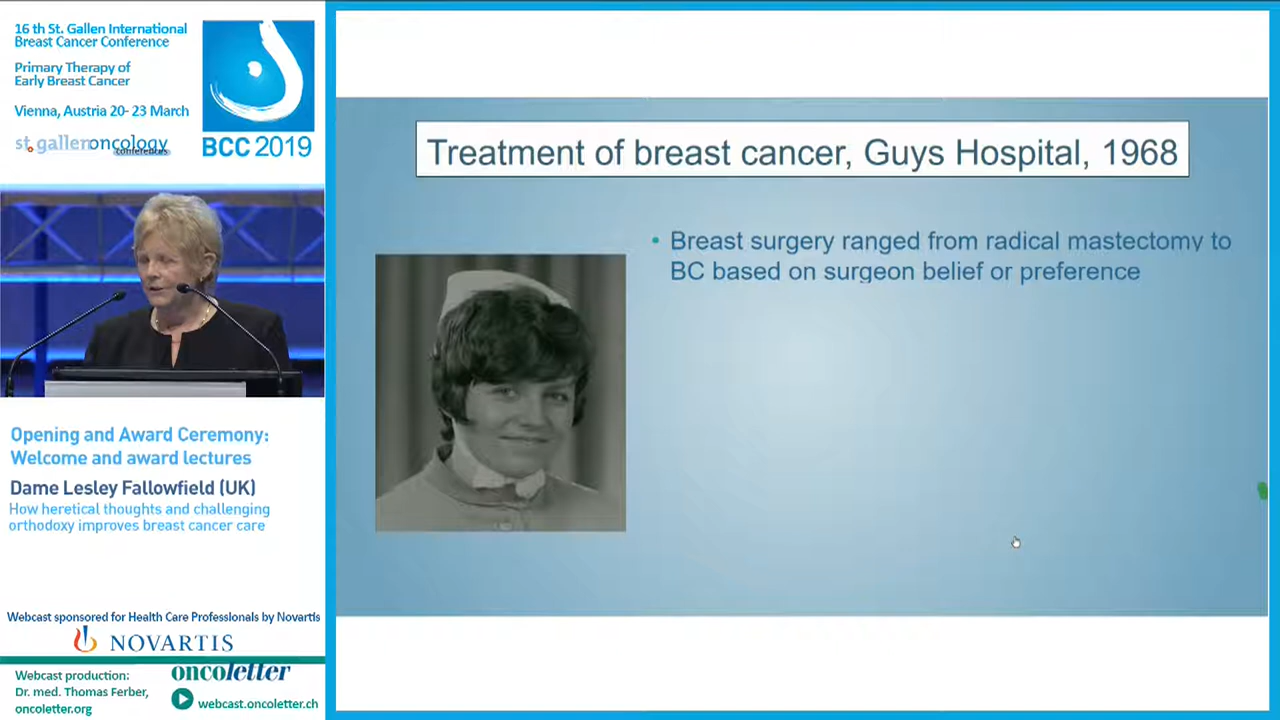 16 th St. Gallen International
Breast Cancer Conference
Primary Therapy of
Early Breast Cancer
Vienna, Austria 20- 23 March
st.gallenoncology
conferences
BCC 2019
Opening and Award Ceremony:
Welcome and award lectures
Dame Lesley Fallowfield (UK)
How heretical thoughts and challenging
orthodoxy improves breast cancer care
Webcast sponsored for Health Care Professionals by Novartis
NOVARTIS
Webcast production:
Dr. med. Thomas Ferber,
oncoletter.org
oncoletter
webcast.oncoletter.ch
Treatment of breast cancer, Guys Hospital, 1968
• Breast surgery ranged from radical mastectomy to
BC based on surgeon belief or preference